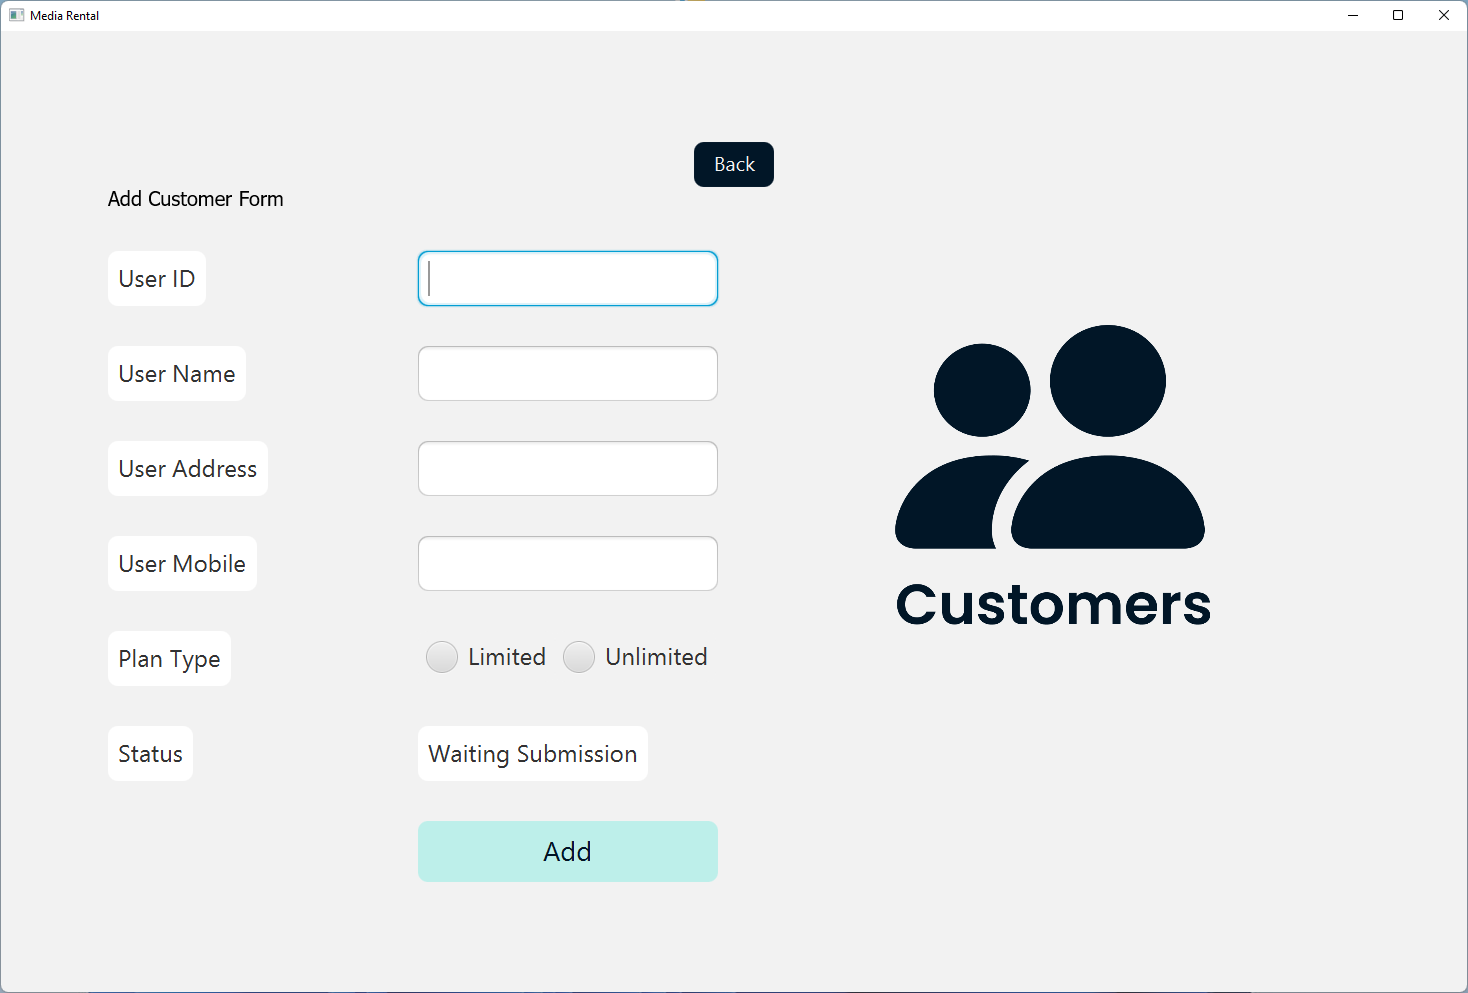 Media Rental
Back
Add Customer Form
User ID
User Name
User Address
User Mobile
Plan Type
Limited
Unlimited
Status
Waiting Submission
Add
Customers